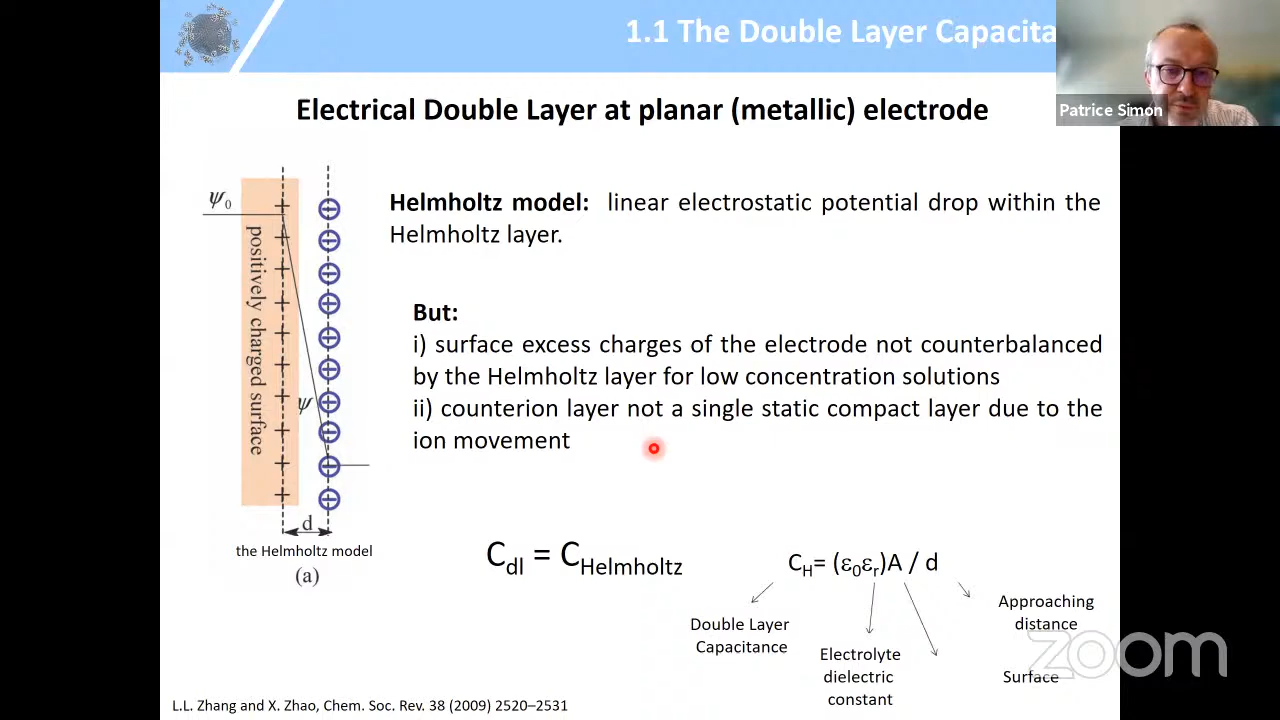 1.1 The Double Layer Capacita
Patrice Simon
Electrical Double Layer at planar (metallic) electrode
ψ0
positively charged surface
ψ
d
the Helmholtz model
(a)
Helmholtz model: linear electrostatic potential drop within the
Helmholtz layer.
But:
i) surface excess charges of the electrode not counterbalanced
by the Helmholtz layer for low concentration solutions
ii) counterion layer not a single static compact layer due to the
ion movement
Cdl = CHelmholtz
CH= (ε0εr)A / d
Double Layer
Capacitance
Electrolyte
dielectric
constant
Approaching
distance
Surface
zoom
L.L. Zhang and X. Zhao, Chem. Soc. Rev. 38 (2009) 2520–2531